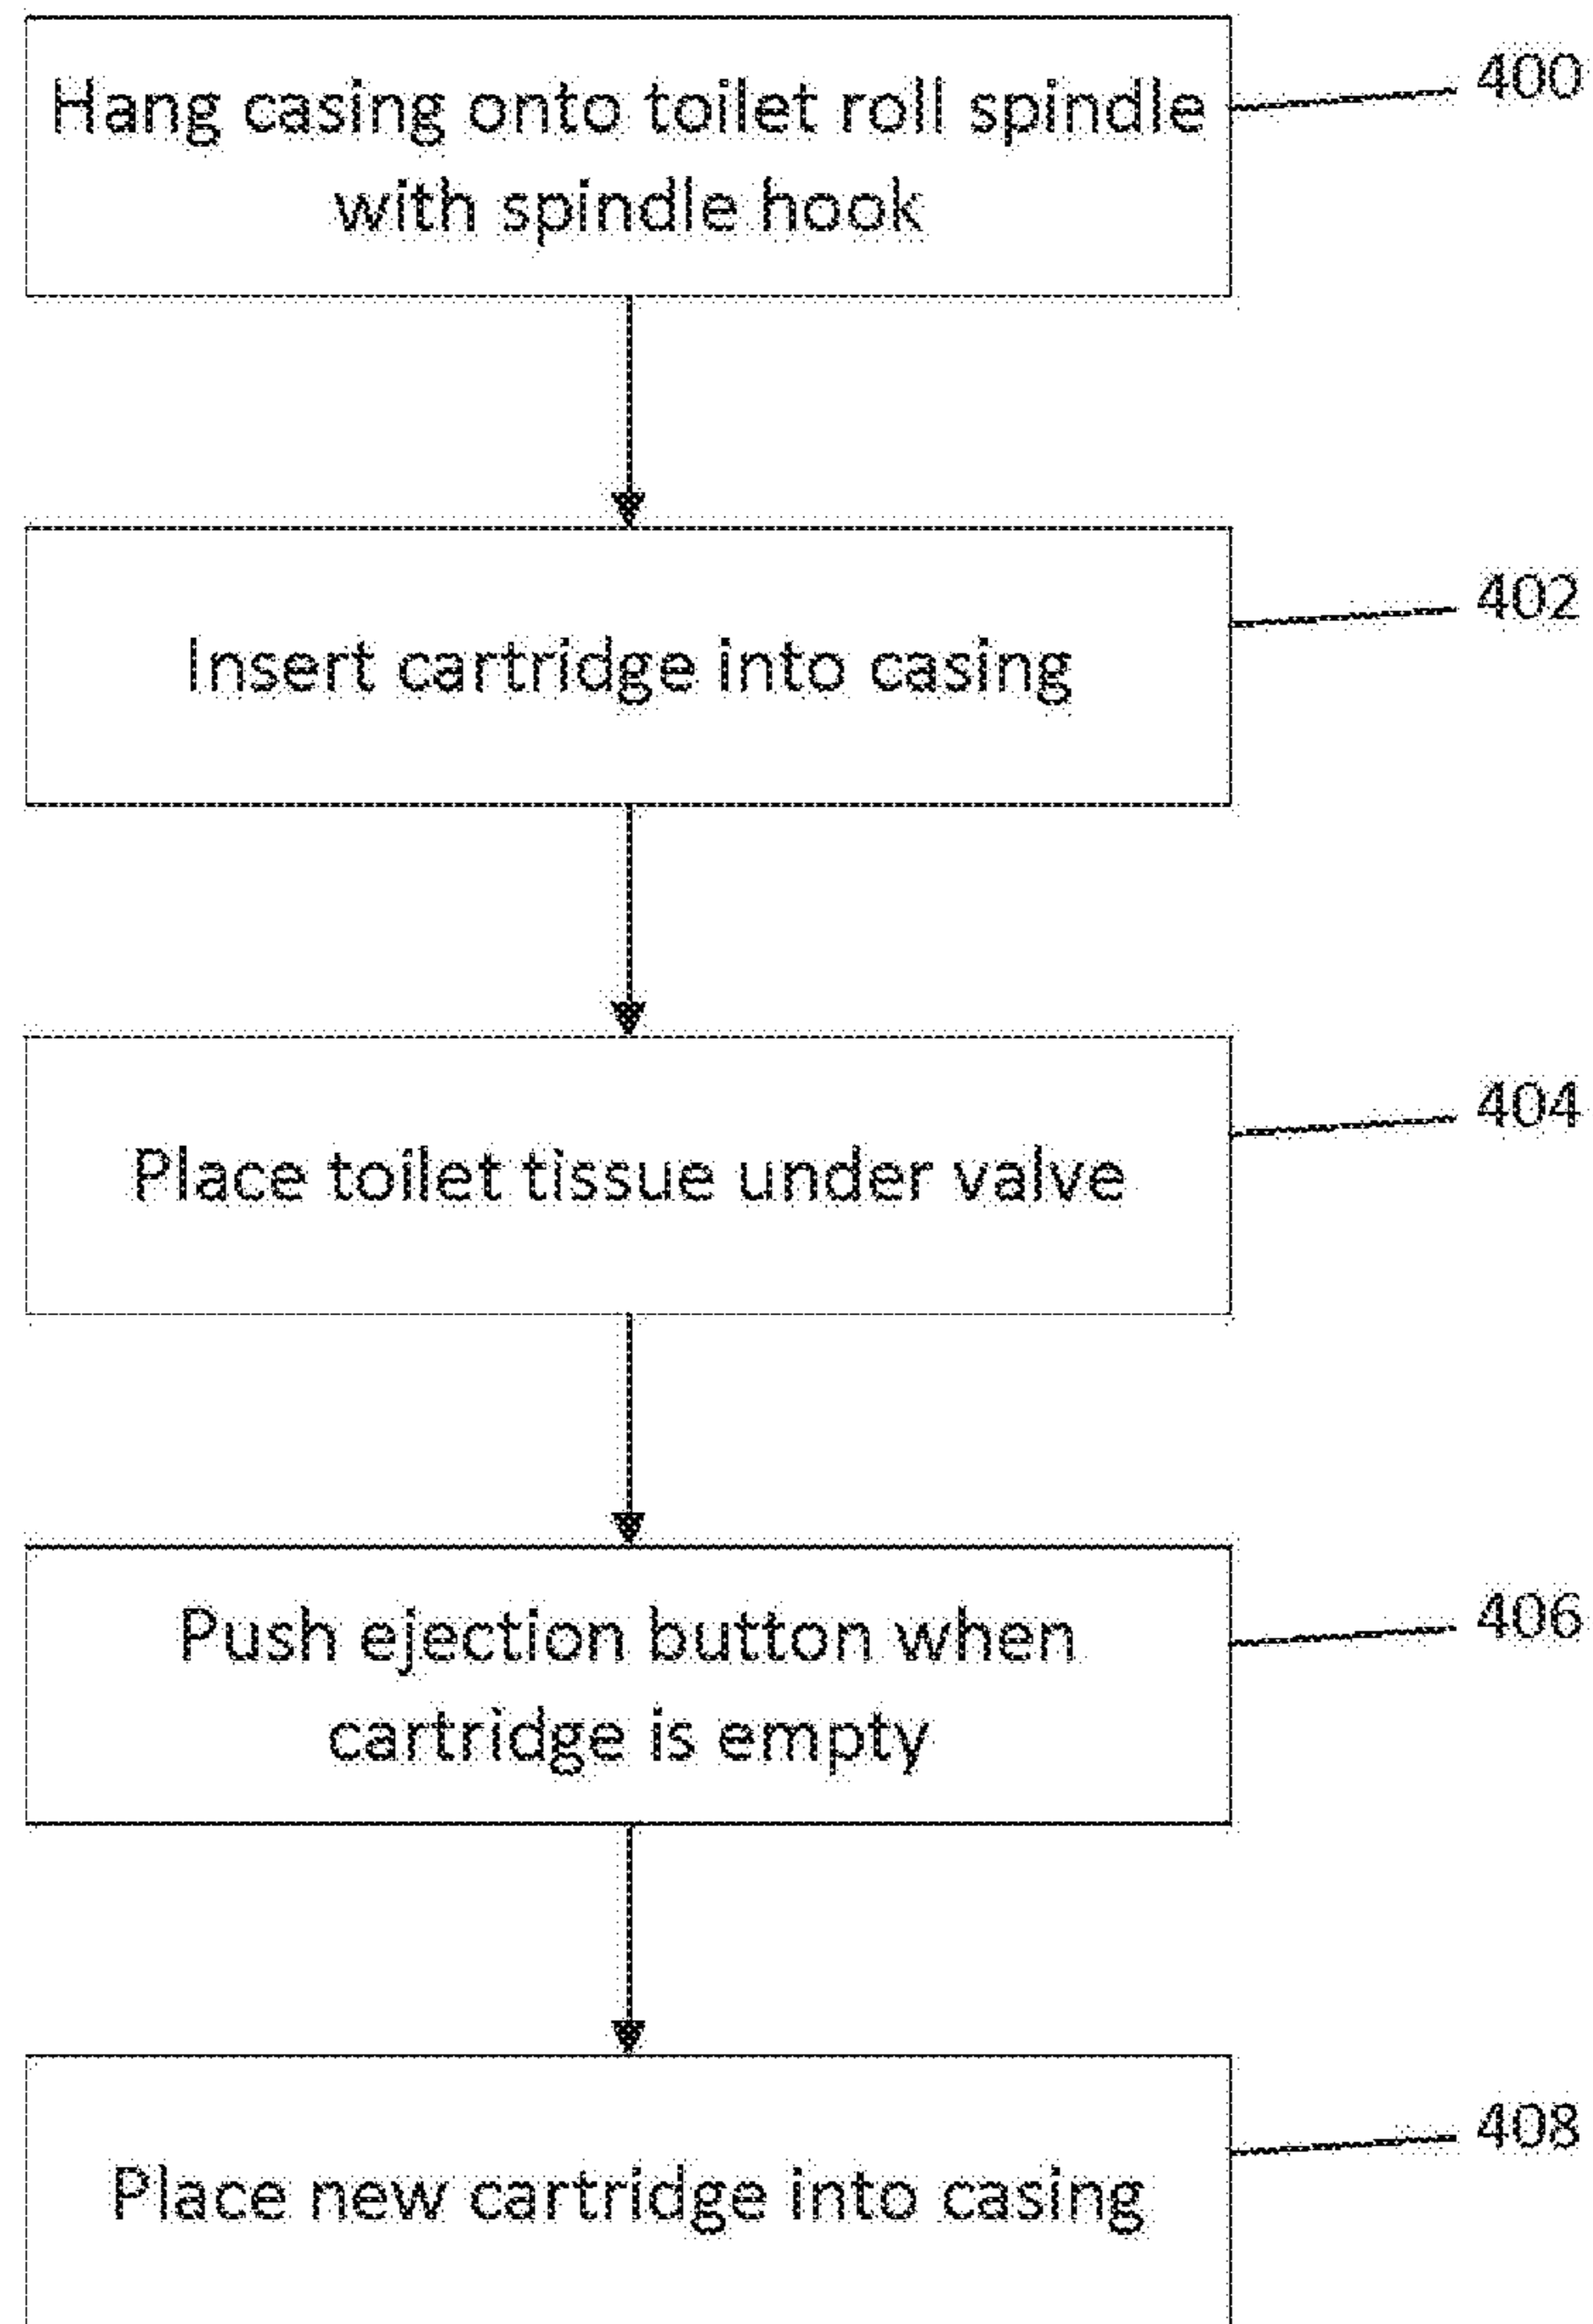 Hang casing onto toilet roll spindle
with spindle hook
400
Insert cartridge into casing
402
Place toilet tissue under valve
404
Push ejection button when
cartridge is empty
406
Place new cartridge into casing
408